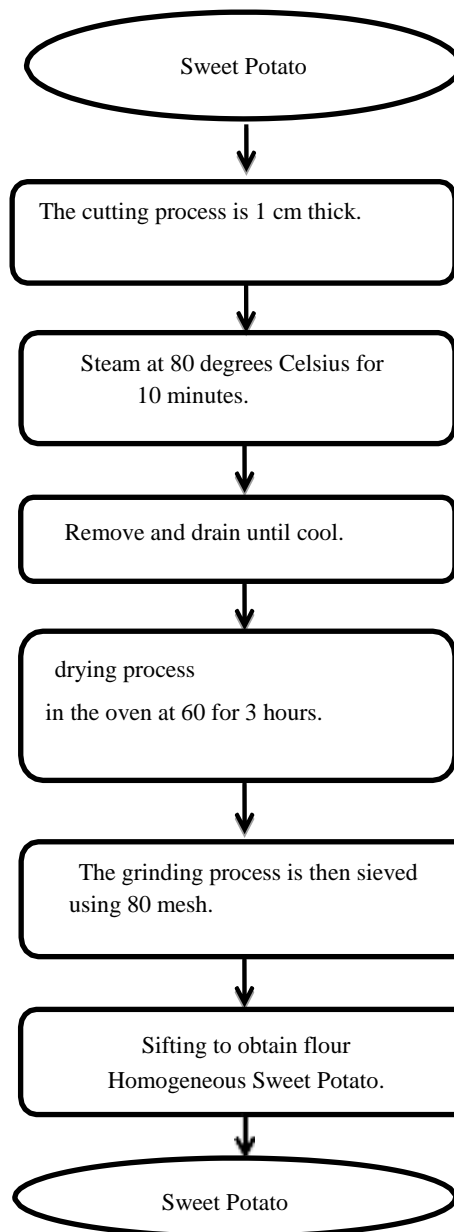 Sweet Potato
The cutting process is 1 cm thick.
Steam at 80 degrees Celsius for
10 minutes.
Remove and drain until cool.
drying process
in the oven at 60 for 3 hours.
The grinding process is then sieved
using 80 mesh.
Sifting to obtain flour
Homogeneous Sweet Potato.
Sweet Potato